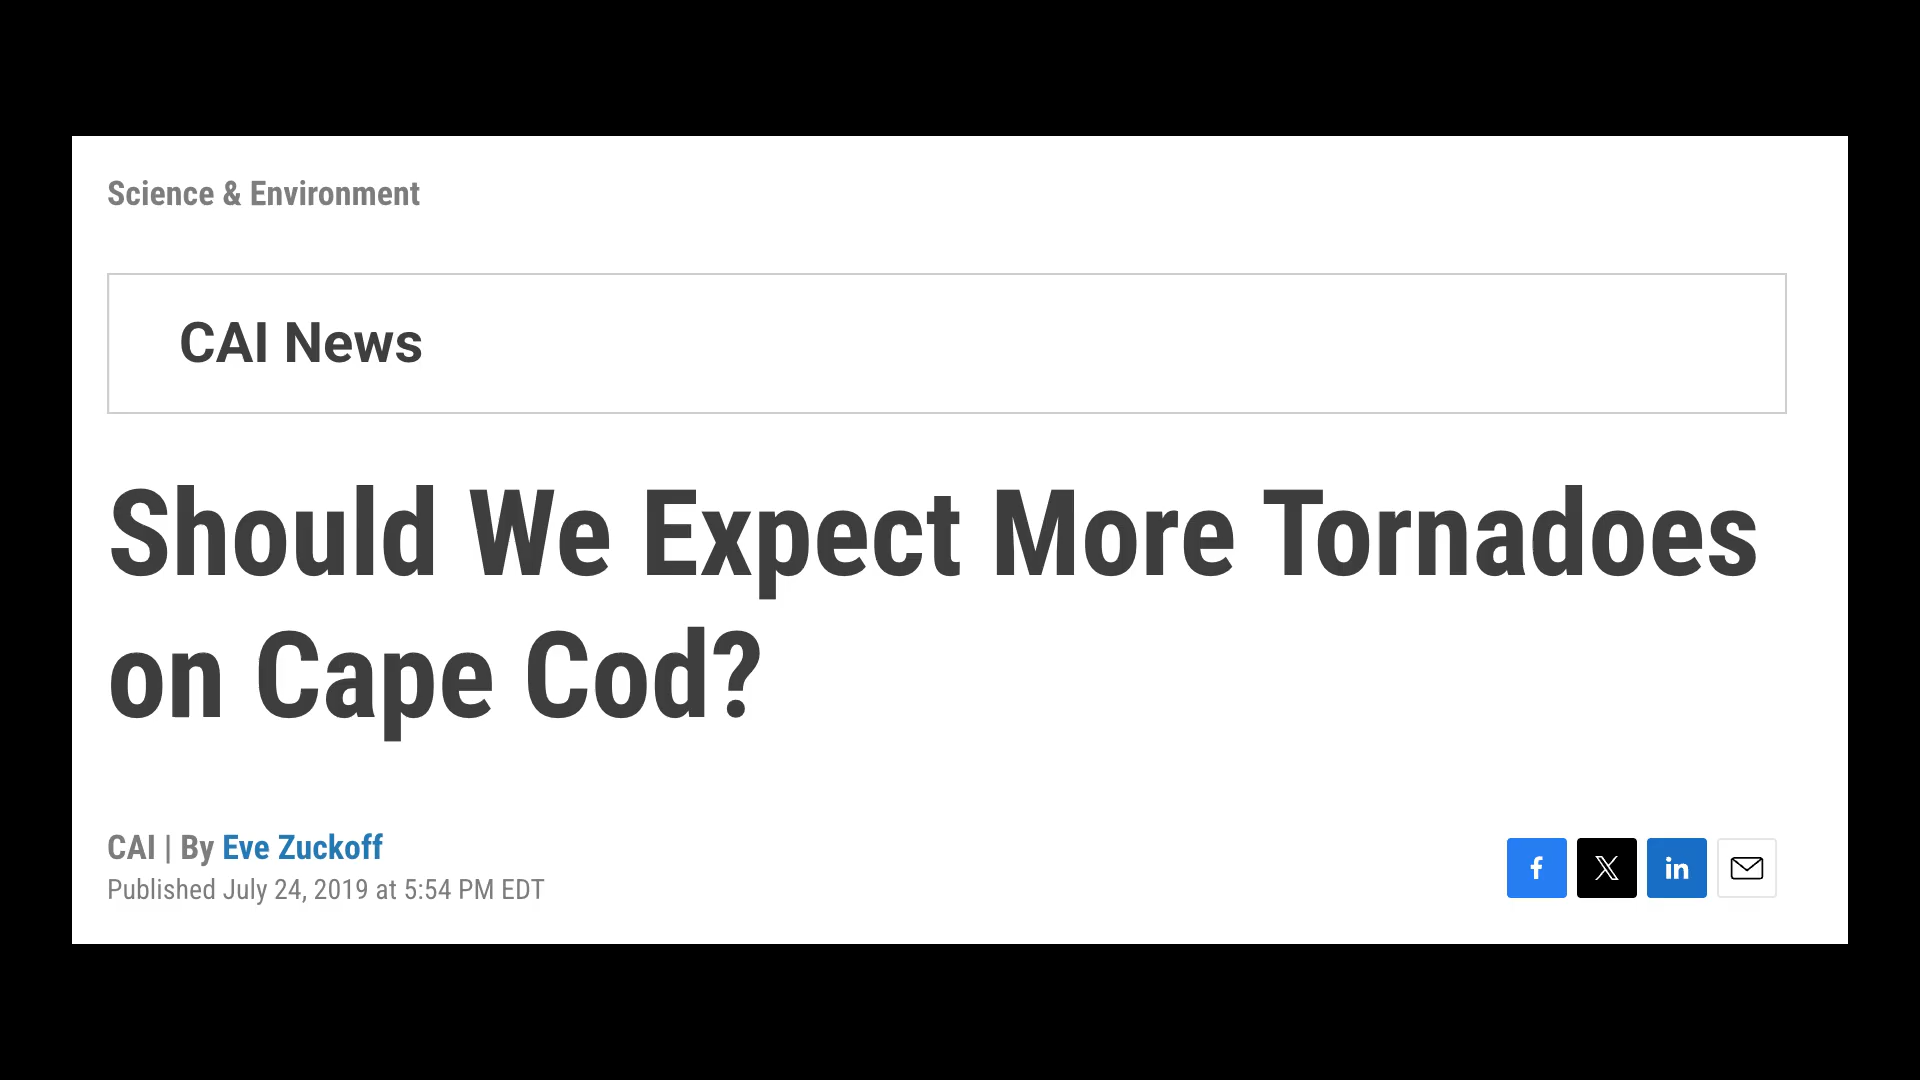 Science & Environment
CAI News
Should We Expect More Tornadoes
on Cape Cod?
CAI | By Eve Zuckoff
Published July 24, 2019 at 5:54 PM EDT